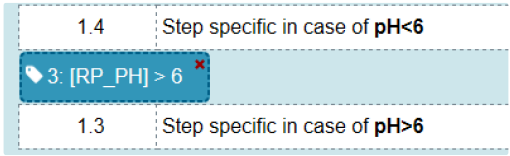 1.4 Step specific in case of pH<6
3: [RP_PH] > 6
1.3 Step specific in case of pH>6